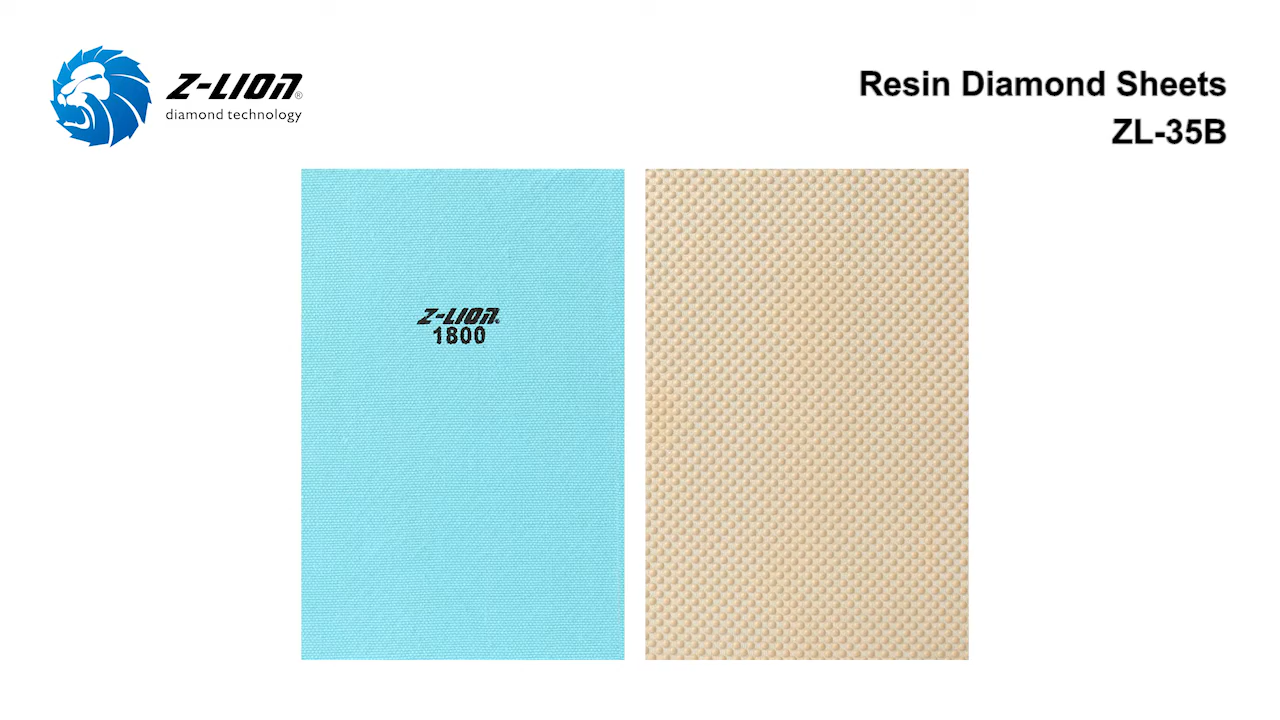 Z-LION®
diamond technology
Resin Diamond Sheets
ZL-35B
Z-LION®
1800